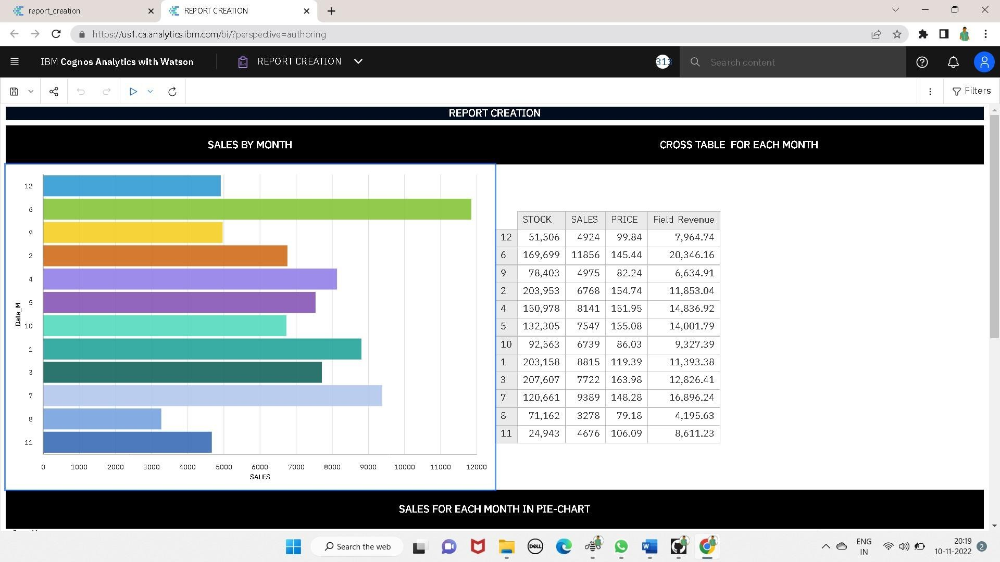 report_creation
REPORT CREATION
https://us1.ca.analytics.ibm.com/bi/?perspective=authoring
IBM Cognos Analytics with Watson
REPORT CREATION
313
Search content
Filters
REPORT CREATION
SALES BY MONTH
CROSS TABLE FOR EACH MONTH
12
6
9
2
4
5
10
1
3
7
8
11
Data_M
0 1000 2000 3000 4000 5000 6000 7000 8000 9000 10000 11000 12000
SALES
STOCK SALES PRICE Field Revenue
12 51,506 4924 99.84 7,964.74
6 169,699 11856 145.44 20,346.16
9 78,403 4975 82.24 6,634.91
2 203,953 6768 154.74 11,853.04
4 150,978 8141 151.95 14,836.92
5 132,305 7547 155.08 14,001.79
10 92,563 6739 86.03 9,327.39
1 203,158 8815 119.39 11,393.38
3 207,607 7722 163.98 12,826.41
7 120,661 9389 148.28 16,896.24
8 71,162 3278 79.18 4,195.63
11 24,943 4676 106.09 8,611.23
SALES FOR EACH MONTH IN PIE-CHART
Search the web
DELL
W
ENG
IN
20:19
10-11-2022
2